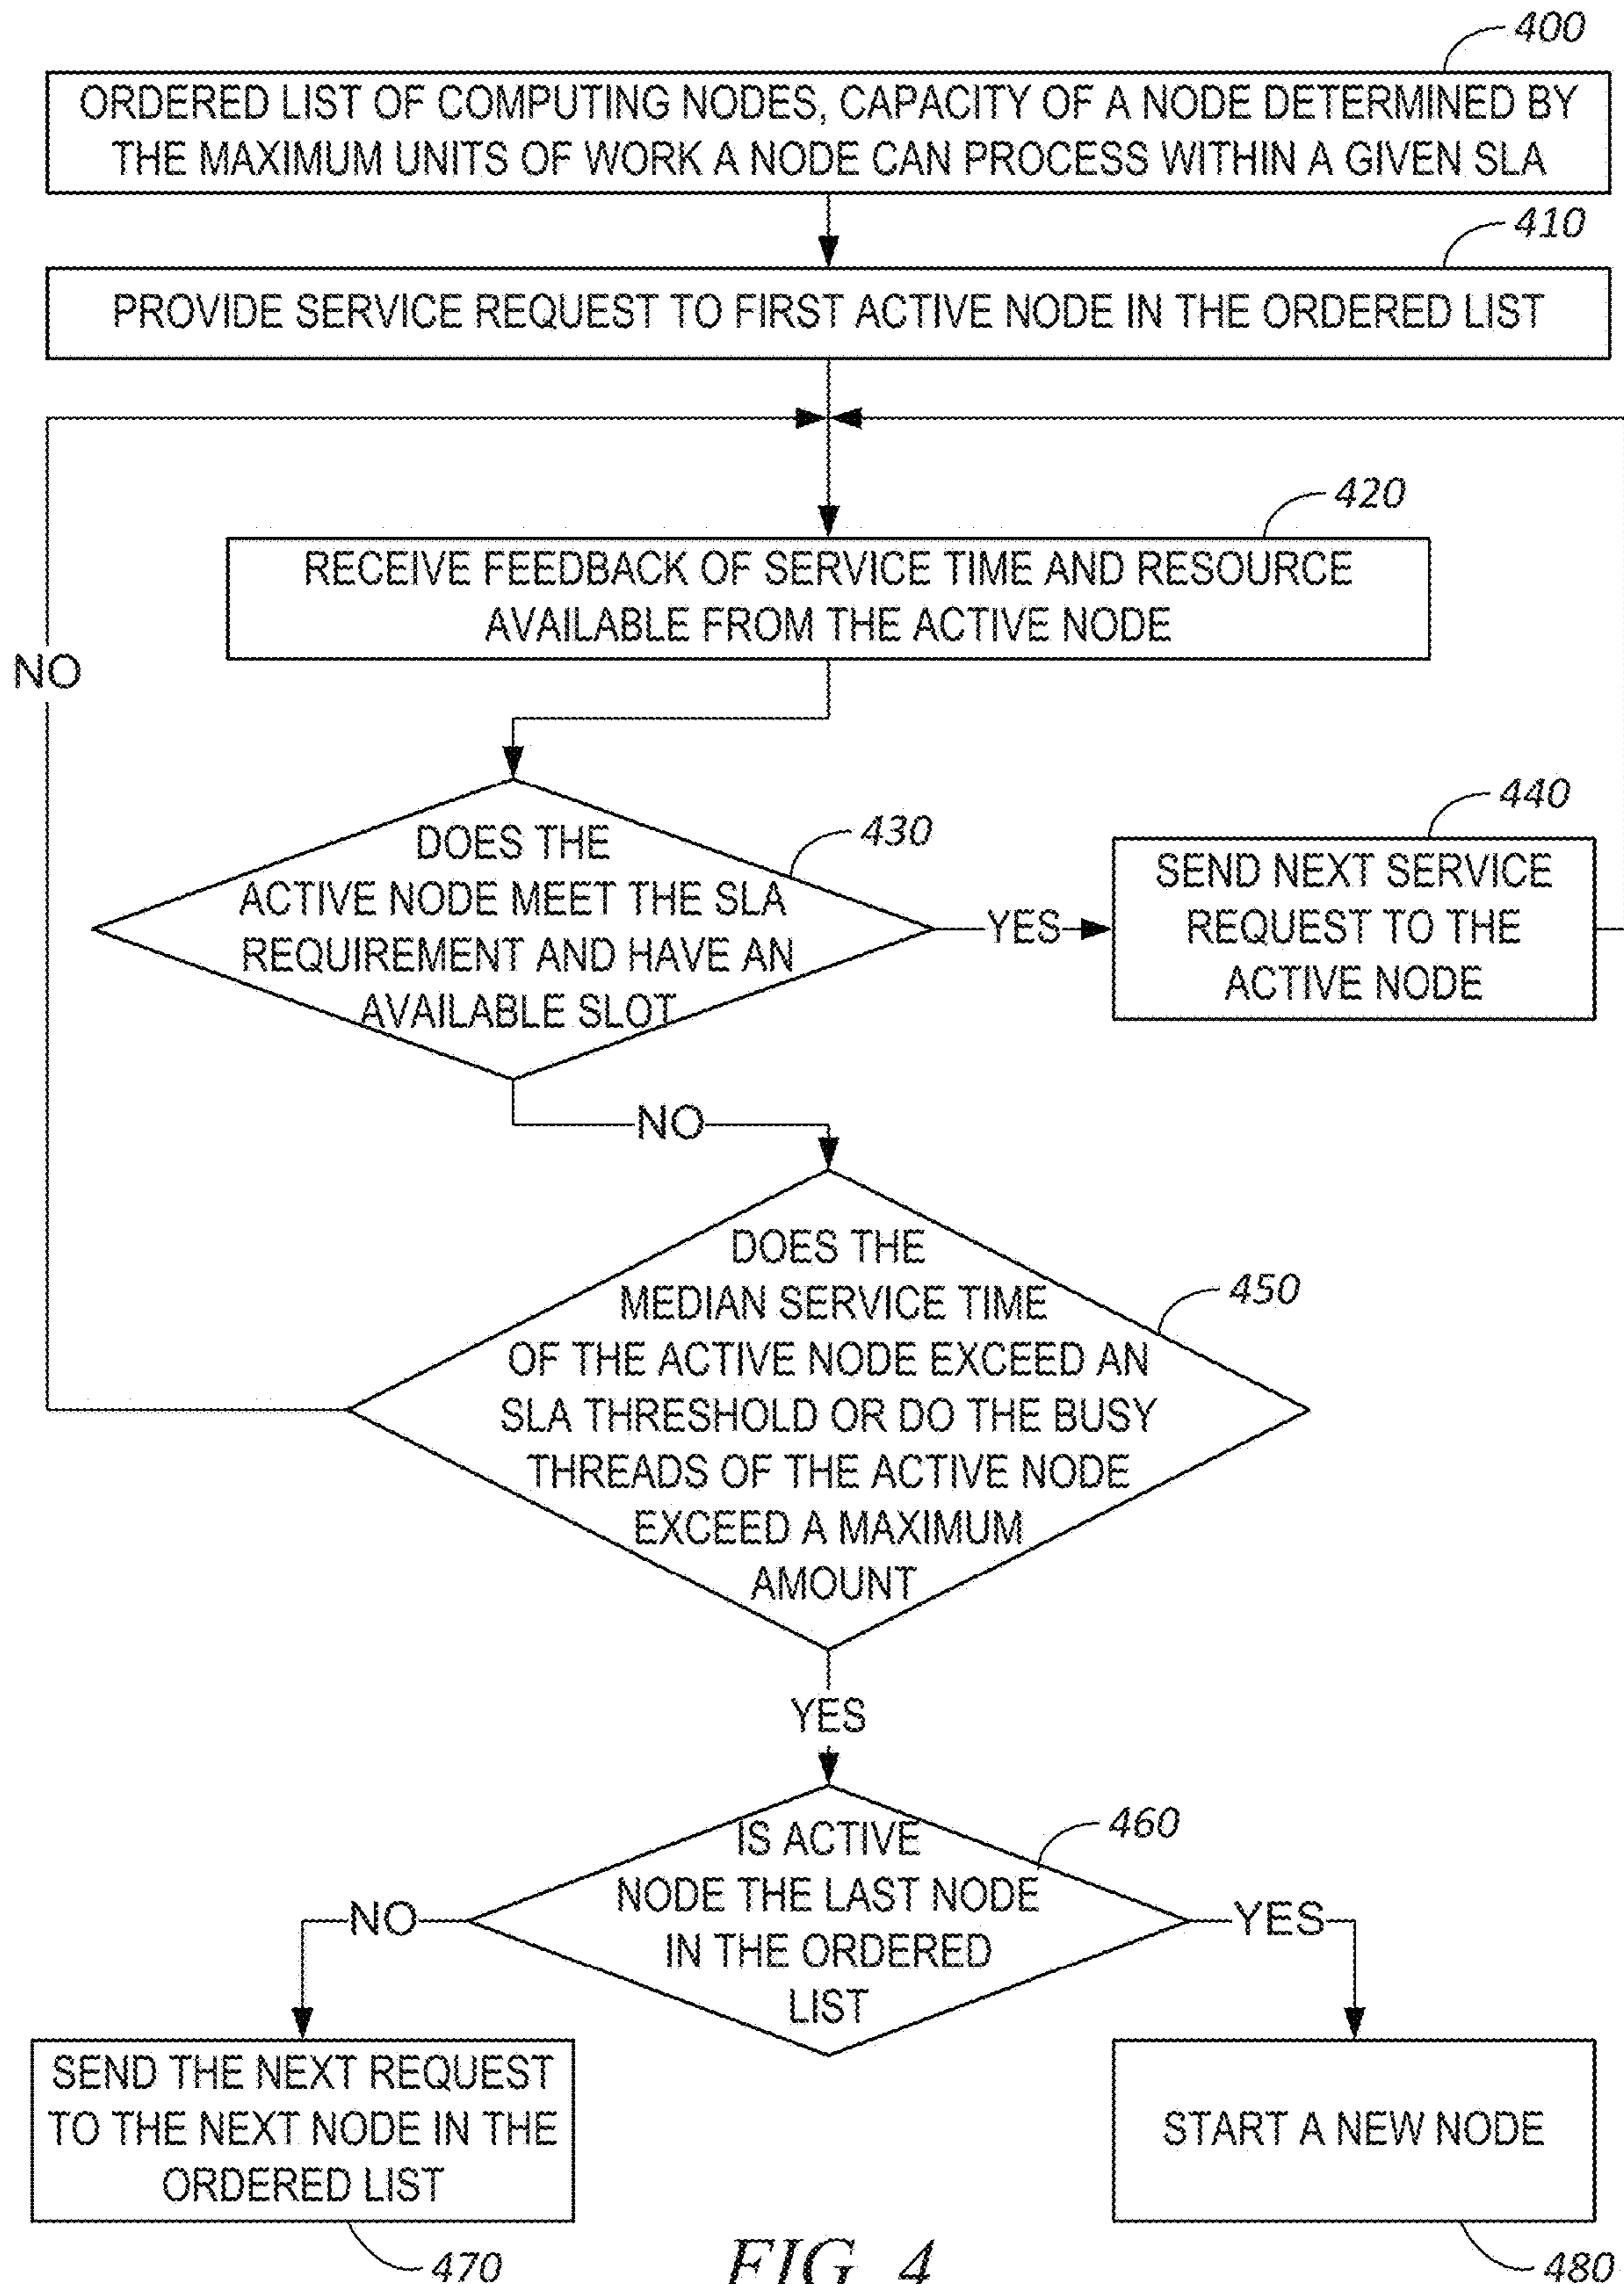 400
ORDERED LIST OF COMPUTING NODES, CAPACITY OF A NODE DETERMINED BY
THE MAXIMUM UNITS OF WORK A NODE CAN PROCESS WITHIN A GIVEN SLA
410
PROVIDE SERVICE REQUEST TO FIRST ACTIVE NODE IN THE ORDERED LIST
420
RECEIVE FEEDBACK OF SERVICE TIME AND RESOURCE
AVAILABLE FROM THE ACTIVE NODE
NO
430
DOES THE
ACTIVE NODE MEET THE SLA
REQUIREMENT AND HAVE AN
AVAILABLE SLOT
YES
440
SEND NEXT SERVICE
REQUEST TO THE
ACTIVE NODE
NO
450
DOES THE
MEDIAN SERVICE TIME
OF THE ACTIVE NODE EXCEED AN
SLA THRESHOLD OR DO THE BUSY
THREADS OF THE ACTIVE NODE
EXCEED A MAXIMUM
AMOUNT
YES
460
IS ACTIVE
NODE THE LAST NODE
IN THE ORDERED
LIST
NO
YES
SEND THE NEXT REQUEST
TO THE NEXT NODE IN THE
ORDERED LIST
470
START A NEW NODE
480
FIG. 4